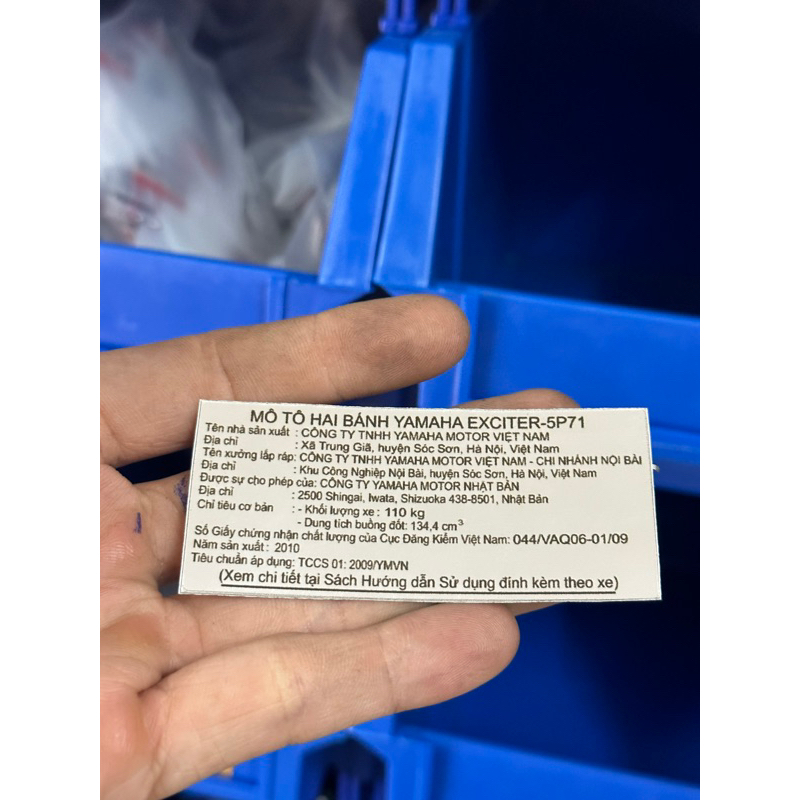 MÔ TÔ HAI BÁNH YAMAHA EXCITER-5P71
Tên nhà sản xuất : CÔNG TY TNHH YAMAHA MOTOR VIỆT NAM
Địa chỉ : Xã Trung Giã, huyện Sóc Sơn, Hà Nội, Việt Nam
Tên xưởng lắp ráp: CÔNG TY TNHH YAMAHA MOTOR VIỆT NAM - CHI NHÁNH NỘI BÀI
Địa chỉ : Khu Công Nghiệp Nội Bài, huyện Sóc Sơn, Hà Nội, Việt Nam
Được sự cho phép của: CÔNG TY YAMAHA MOTOR NHẬT BẢN
Địa chỉ : 2500 Shingai, Iwata, Shizuoka 438-8501, Nhật Bản
Chỉ tiêu cơ bản : - Khối lượng xe : 110 kg
- Dung tích buồng đốt: 134,4 cm³
Số Giấy chứng nhận chất lượng của Cục Đăng Kiểm Việt Nam: 044/VAQ06-01/09
Năm sản xuất : 2010
Tiêu chuẩn áp dụng: TCCS 01: 2009/YMVN
(Xem chi tiết tại Sách Hướng dẫn Sử dụng đính kèm theo xe)